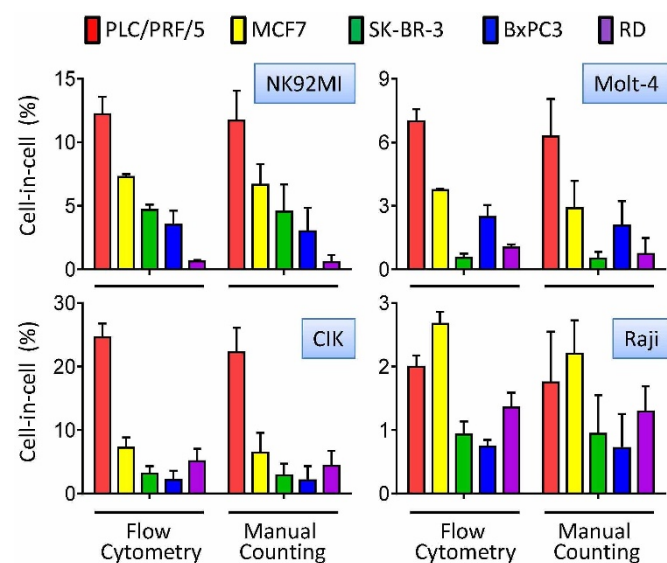 PLC/PRF/5 MCF7 SK-BR-3 BxPC3 RD
Cell-in-cell (%)
15
10
5
0
NK92MI
9
6
3
0
Molt-4
Cell-in-cell (%)
30
20
10
0
CIK
3
2
1
0
Raji
Flow
Cytometry
Manual
Counting
Flow
Cytometry
Manual
Counting